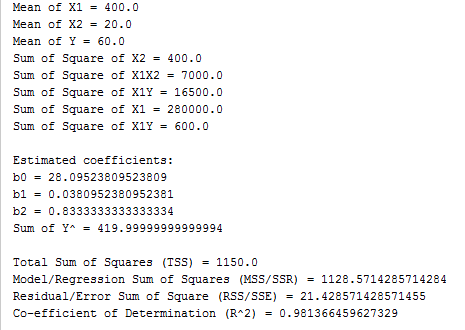 Mean of X1 = 400.0
Mean of X2 = 20.0
Mean of Y = 60.0
Sum of Square of X2 = 400.0
Sum of Square of X1X2 = 7000.0
Sum of Square of X1Y = 16500.0
Sum of Square of X1 = 280000.0
Sum of Square of X1Y = 600.0
Estimated coefficients:
b0 = 28.09523809523809
b1 = 0.0380952380952381
b2 = 0.8333333333333334
Sum of Y^ = 419.99999999999994
Total Sum of Squares (TSS) = 1150.0
Model/Regression Sum of Squares (MSS/SSR) = 1128.5714285714284
Residual/Error Sum of Square (RSS/SSE) = 21.428571428571455
Co-efficient of Determination (R^2) = 0.981366459627329